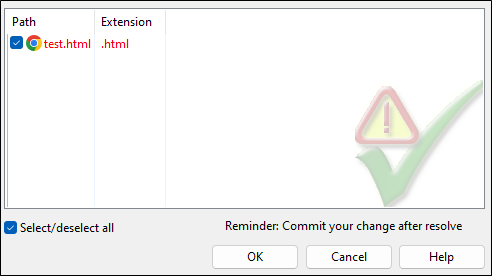 Path Extension
test.html .html
Select/deselect all
Reminder: Commit your change after resolve
OK Cancel Help